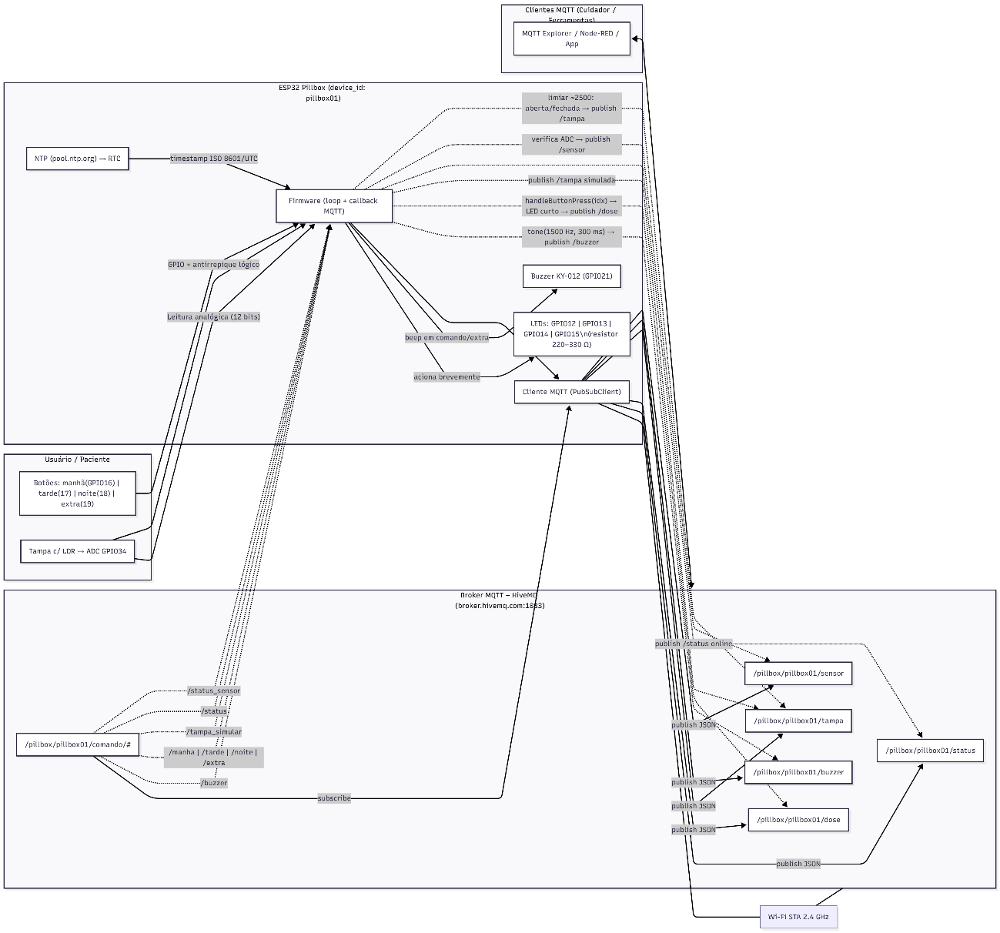 Clientes MQTT (Cuidador /
Ferramentas)
MQTT Explorer / Node-RED /
App
ESP32 Pillbox (device_id:
pillbox01)
limiar ~2500:
aberta/fechada → publish
/tampa
verifica ADC → publish
/sensor
NTP (pool.ntp.org) → RTC
timestamp ISO 8601/UTC
publish /tampa simulada
Firmware (loop + callback
MQTT)
handleButtonPress(idx) →
LED curto → publish /dose
tone(1500 Hz, 300 ms) →
publish /buzzer
GPIO + antirrepique lógico
Buzzer KY-012 (GPIO21)
Leitura analógica (12 bits)
LEDs: GPIO12 | GPIO13 |
GPIO14 | GPIO15\n(resistor
220–330 Ω)
beep em comando/extra
aciona brevemente
Cliente MQTT (PubSubClient)
Usuário / Paciente
Botões: manhã(GPIO16) |
tarde(17) | noite(18) |
extra(19)
Tampa c/ LDR → ADC GPIO34
Broker MQTT – HiveMQ
(broker.hivemq.com:1883)
publish /status online
/pillbox/pillbox01/sensor
/status_sensor
/status
/pillbox/pillbox01/tampa
publish JSON
/tampa_simular
/pillbox/pillbox01/comando/#
/pillbox/pillbox01/status
/manha | /tarde | /noite |
/extra
/pillbox/pillbox01/buzzer
publish JSON
/buzzer
subscribe
publish JSON
/pillbox/pillbox01/dose
publish JSON
publish JSON
Wi-Fi STA 2.4 GHz